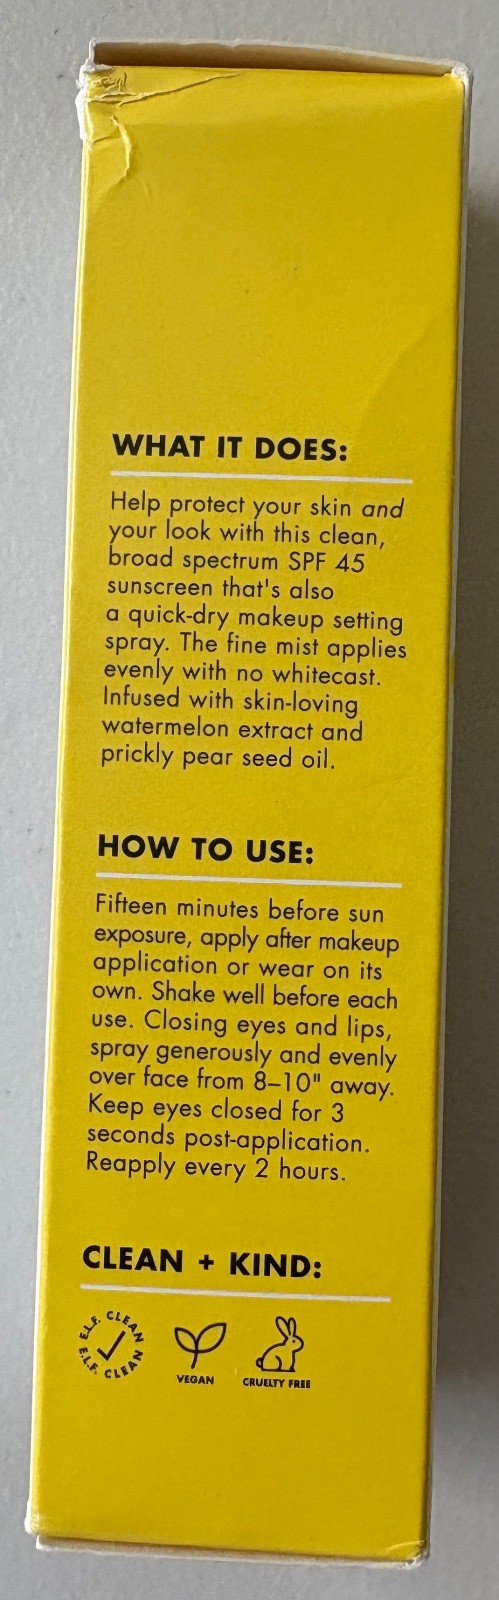 WHAT IT DOES:
Help protect your skin and
your look with this clean,
broad spectrum SPF 45
sunscreen that's also
a quick-dry makeup setting
spray. The fine mist applies
evenly with no whitecast.
Infused with skin-loving
watermelon extract and
prickly pear seed oil.
HOW TO USE:
Fifteen minutes before sun
exposure, apply after makeup
application or wear on its
own. Shake well before each
use. Closing eyes and lips,
spray generously and evenly
over face from 8–10" away.
Keep eyes closed for 3
seconds post-application.
Reapply every 2 hours.
CLEAN + KIND:
E.L.F. CLEAN
E.L.F. CLEAN
VEGAN
CRUELTY FREE